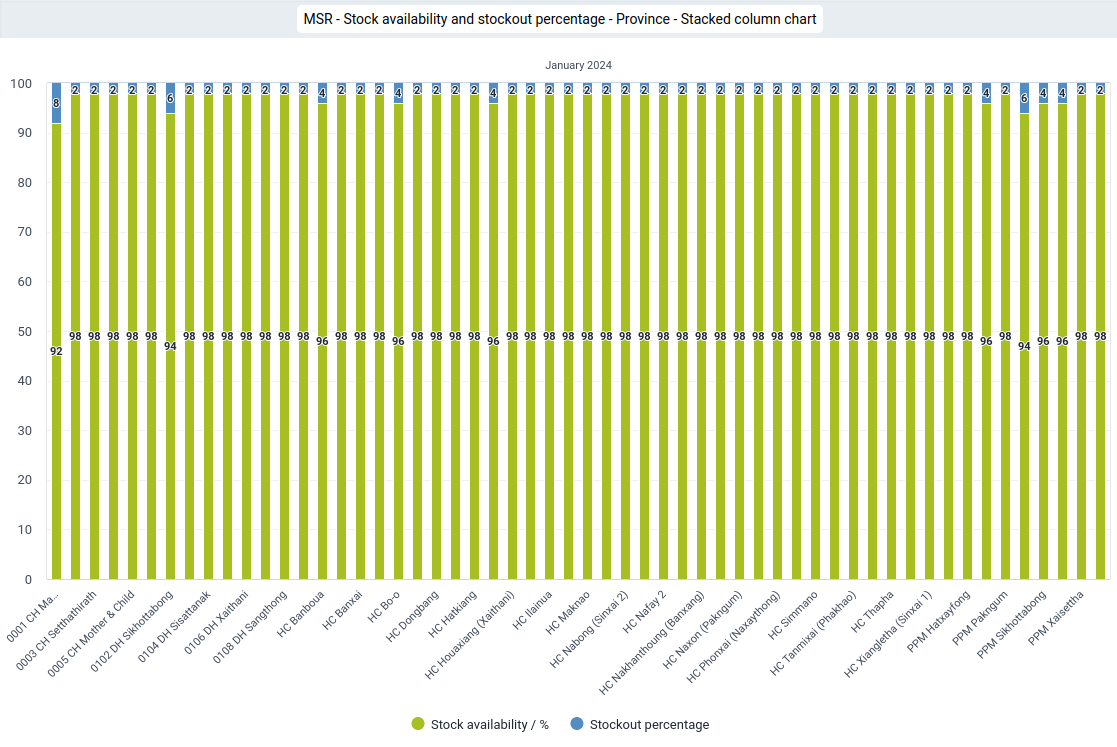 MSR - Stock availability and stockout percentage - Province - Stacked column chart
January 2024
100
90
80
70
60
50
40
30
20
10
0
8 2 2 2 2 2 6 2 2 2 2 2 2 2 4 2 2 2 4 2 2 2 2 4 2 2 2 2 2 2 2 2 2 2 2 2 2 2 2 2 2 2 2 2 2 2 2 2 2 4 2 6 4 4 2 2
92 98 98 98 98 98 94 98 98 98 98 98 98 98 96 98 98 98 96 98 98 98 98 96 98 98 98 98 98 98 98 98 98 98 98 98 98 98 98 98 98 98 98 98 98 98 98 98 98 96 98 94 96 96 98 98
0001 CH Ma...
0003 CH Setthathirath
0005 CH Mother & Child
0102 DH Sikhottabong
0104 DH Sisattanak
0106 DH Xaithani
0108 DH Sangthong
HC Banboua
HC Banxai
HC Bo-o
HC Dongbang
HC Hatkiang
HC Houaxiang (Xaithani)
HC Ilainua
HC Maknao
HC Nabong (Sinxai 2)
HC Nafay 2
HC Nakhanthoung (Banxang)
HC Naxon (Pakngum)
HC Phonxai (Naxaythong)
HC Simmano
HC Tanmixai (Phakhao)
HC Thapha
HC Xiangletha (Sinxai 1)
PPM Hatxayfong
PPM Pakngum
PPM Sikhottabong
PPM Xaisettha
Stock availability / %
Stockout percentage